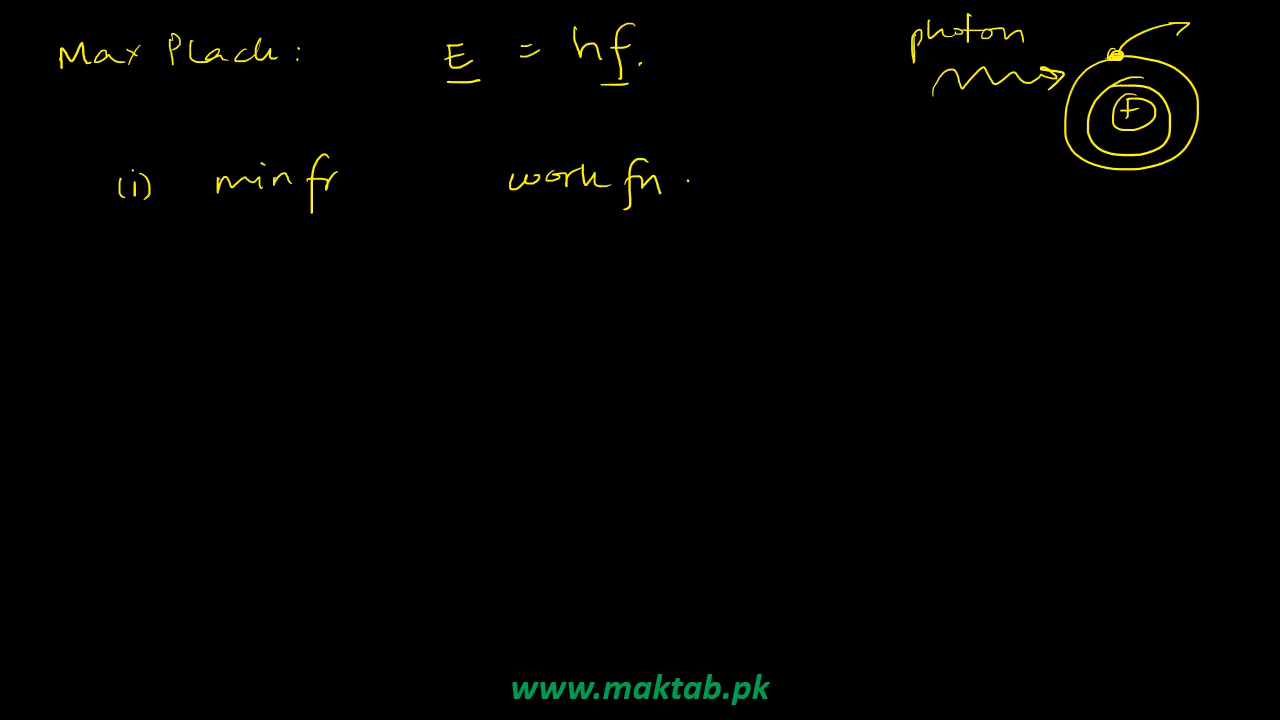 Max Plack: E = hf.
photon
+
(i) min fr work fn.
www.maktab.pk